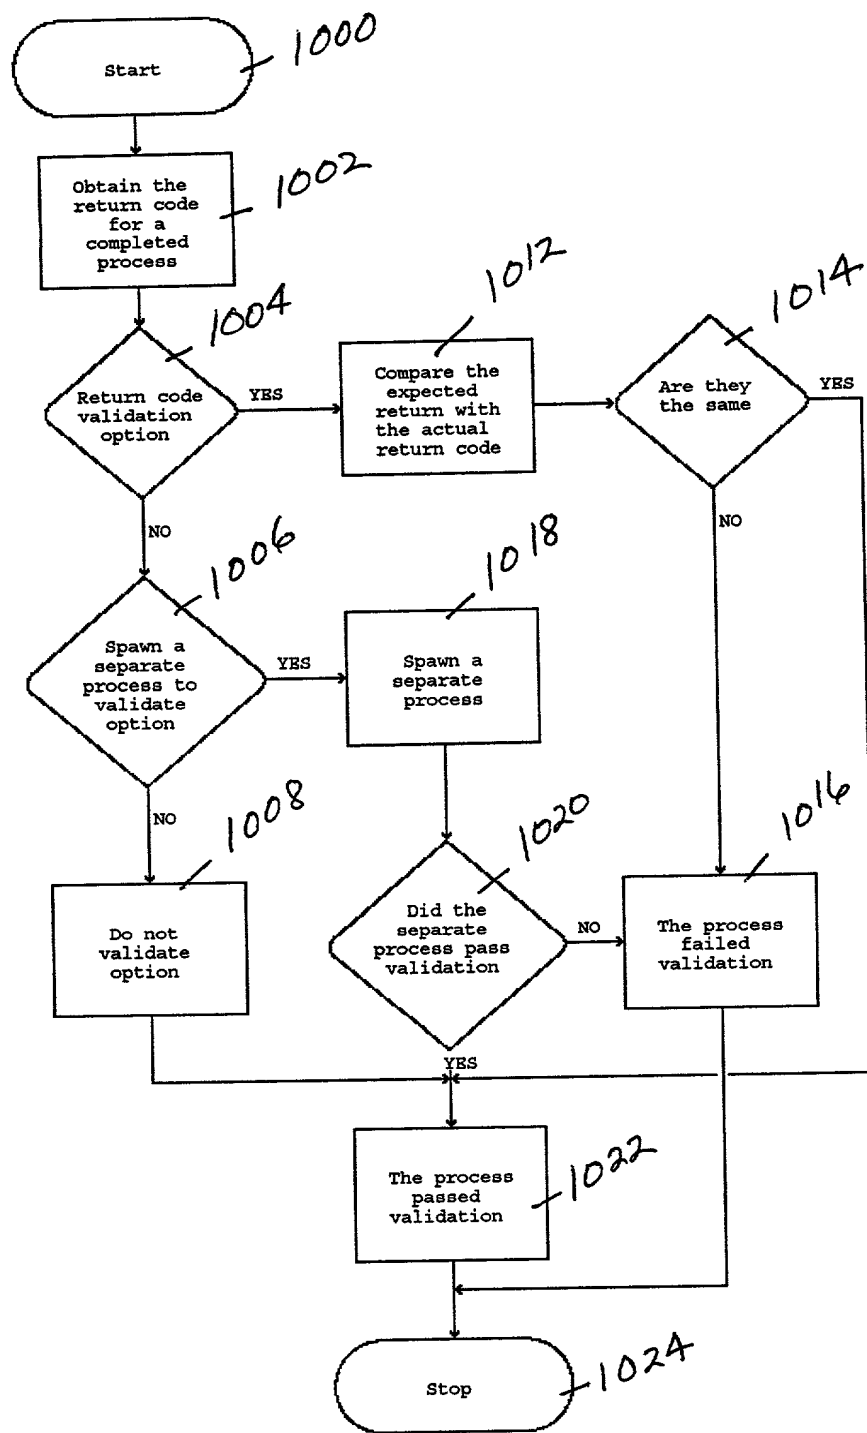 Start
1000
Obtain the
return code
for a
completed
process
1002
1004
Return code
validation
option
YES
NO
1012
Compare the
expected
return with
the actual
return code
1014
Are they
the same
YES
NO
1006
Spawn a
separate
process to
validate
option
YES
NO
1018
Spawn a
separate
process
1008
Do not
validate
option
1020
Did the
separate
process pass
validation
NO
YES
1016
The process
failed
validation
The process
passed
validation
1022
Stop
1024